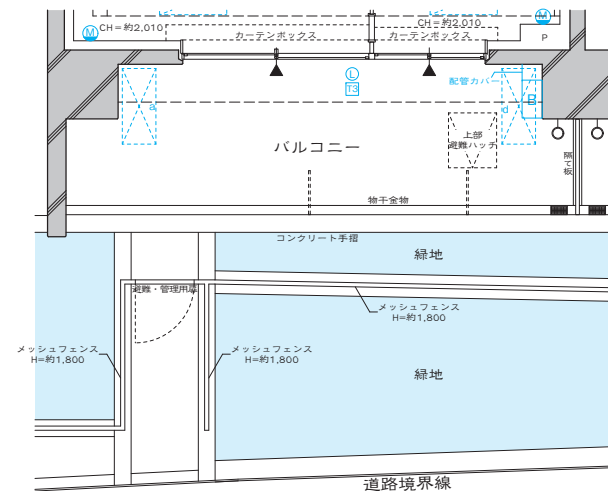 CH=約2,010
M
カーテンボックス
CH=約2,010
カーテンボックス
M
P
L
T3
配管カバー
a
d
B
上部
避難ハッチ
バルコニー
隔て板
物干金物
コンクリート手摺
緑地
避難・管理用扉
メッシュフェンス
H=約1,800
メッシュフェンス
H=約1,800
メッシュフェンス
H=約1,800
緑地
道路境界線